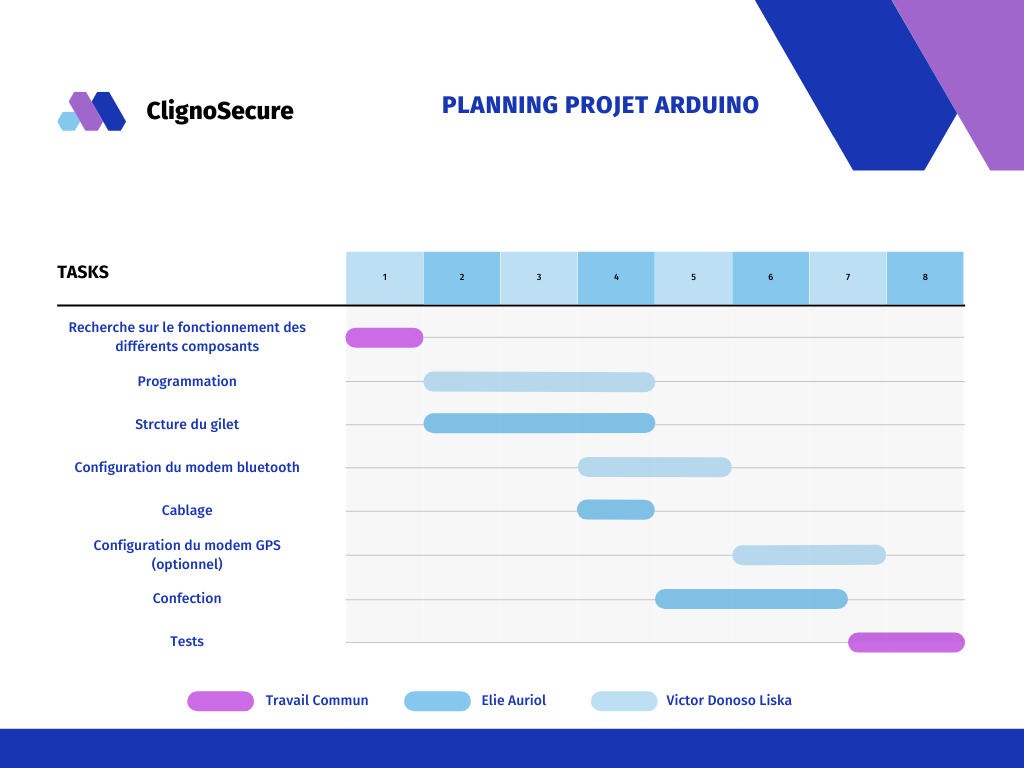 ClignoSecure
PLANNING PROJET ARDUINO
TASKS
1 2 3 4 5 6 7 8
Recherche sur le fonctionnement des
différents composants
Programmation
Strcture du gilet
Configuration du modem bluetooth
Cablage
Configuration du modem GPS
(optionnel)
Confection
Tests
Travail Commun
Elie Auriol
Victor Donoso Liska